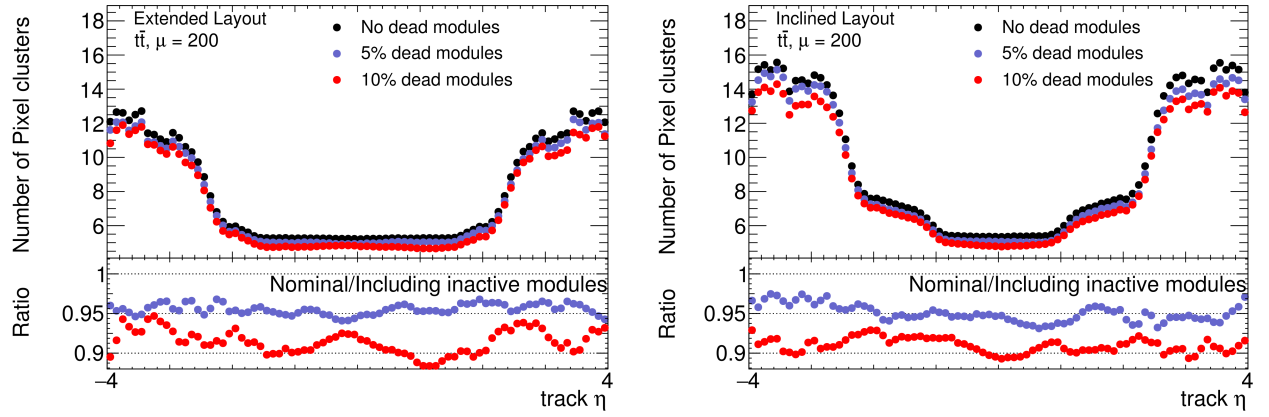 Number of Pixel clusters
18
16
14
12
10
8
6
Extended Layout
tt̄, μ = 200
No dead modules
5% dead modules
10% dead modules
Ratio
1
0.95
0.9
Nominal/Including inactive modules
−4
4
track η
Number of Pixel clusters
18
16
14
12
10
8
6
Inclined Layout
tt̄, μ = 200
No dead modules
5% dead modules
10% dead modules
Ratio
1
0.95
0.9
Nominal/Including inactive modules
−4
4
track η